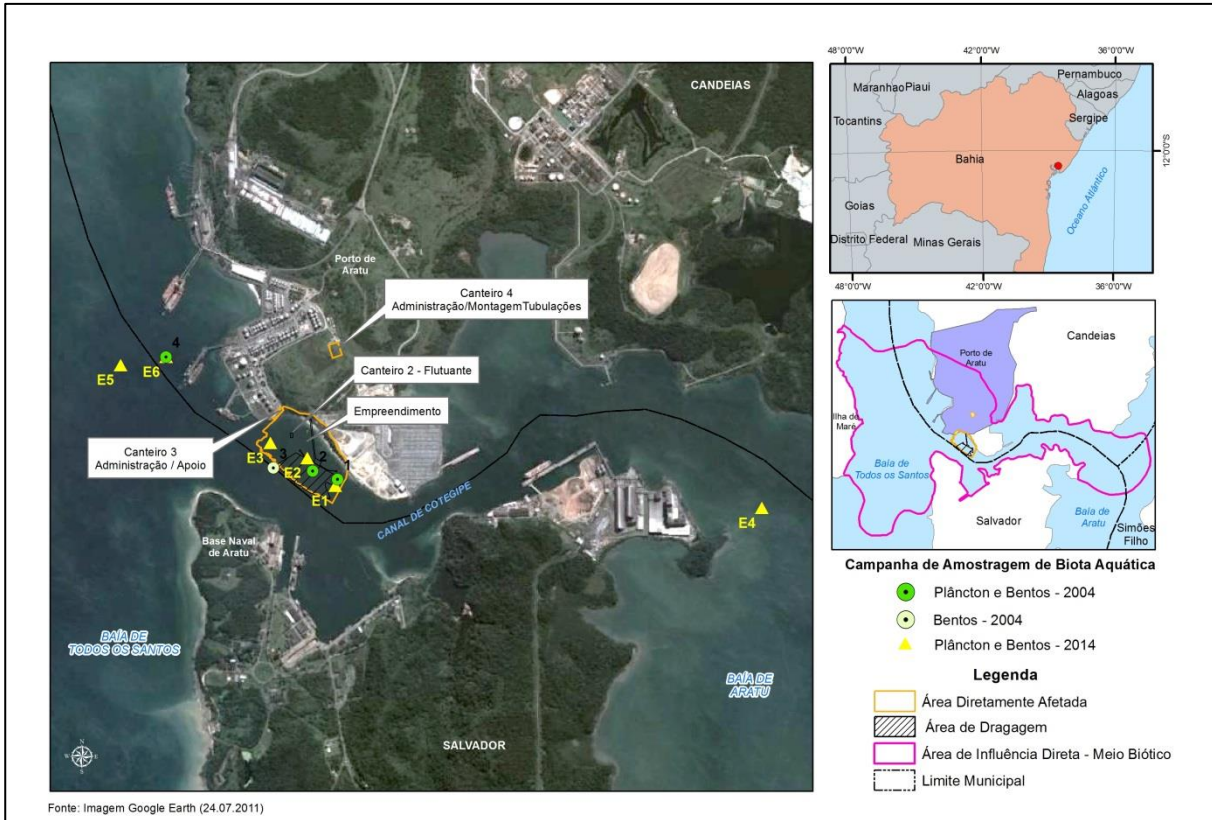 CANDEIAS
Porto de
Aratu
Canteiro 4
Administração/MontagemTubulações
Canteiro 2 - Flutuante
Empreendimento
Canteiro 3
Administração / Apoio
4
E5
E6
E3
3
E2
2
1
E1
E4
CANAL DE COTEGIPE
Base Naval
de Aratu
BAÍA DE
TODOS OS SANTOS
BAÍA DE
ARATU
SALVADOR
N
W
E
S
Fonte: Imagem Google Earth (24.07.2011)
48°0'0"W
42°0'0"W
36°0'0"W
Pernambuco
Maranhao
Piaui
Alagoas
Sergipe
Tocantins
Bahia
12°0'0"S
Goias
Oceano Atlântico
Distrito Federal
Minas Gerais
48°0'0"W
42°0'0"W
36°0'0"W
Candeias
Porto de
Aratu
Ilha de
Maré
Baía de
Todos os Santos
Salvador
Baía de
Aratu
Simões
Filho
Campanha de Amostragem de Biota Aquática
Plâncton e Bentos - 2004
Bentos - 2004
Plâncton e Bentos - 2014
Legenda
Área Diretamente Afetada
Área de Dragagem
Área de Influência Direta - Meio Biótico
Limite Municipal